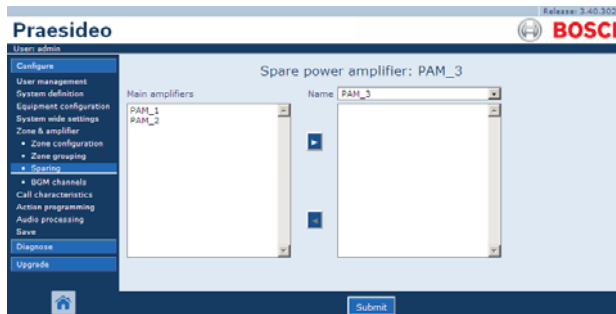 Release: 3.40.302
Praesideo
BOSCH
User: admin
Configure
User management
System definition
Equipment configuration
System wide settings
Zone & amplifier
• Zone configuration
• Zone grouping
• Sparing
• BGM channels
Call characteristics
Action programming
Audio processing
Save
Diagnose
Upgrade
Spare power amplifier: PAM_3
Main amplifiers
Name PAM_3
PAM_1
PAM_2
Submit